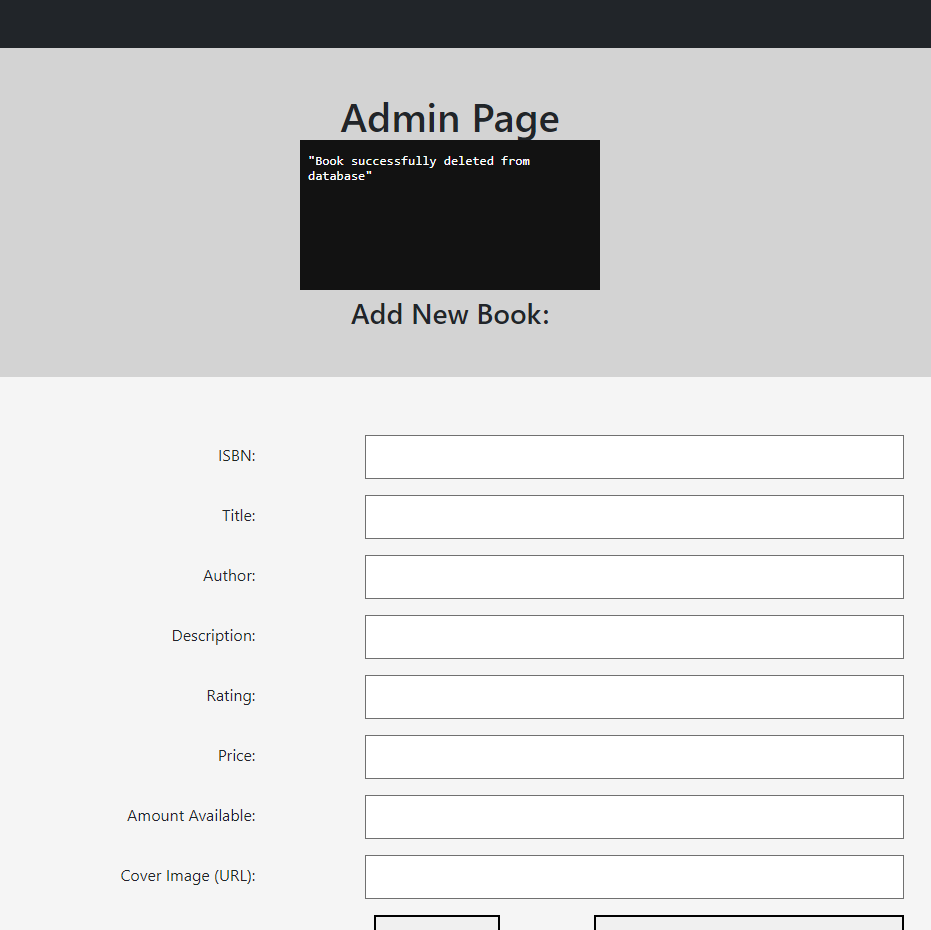 Admin Page
"Book successfully deleted from
database"
Add New Book:
ISBN:
Title:
Author:
Description:
Rating:
Price:
Amount Available:
Cover Image (URL):